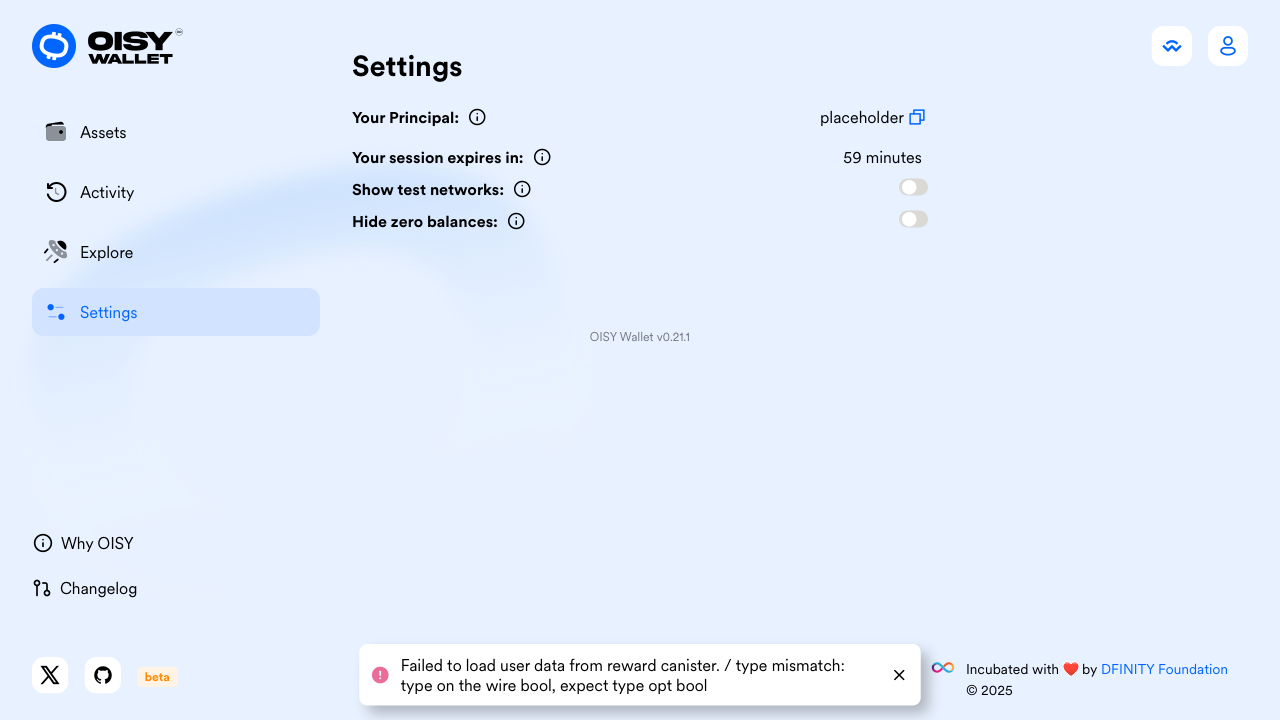 OISY
WALLET
Assets
Activity
Explore
Settings
Why OISY
Changelog
beta
Settings
Your Principal:
placeholder
Your session expires in:
59 minutes
Show test networks:
Hide zero balances:
OISY Wallet v0.21.1
Failed to load user data from reward canister. / type mismatch:
type on the wire bool, expect type opt bool
Incubated with ❤️ by DFINITY Foundation
© 2025